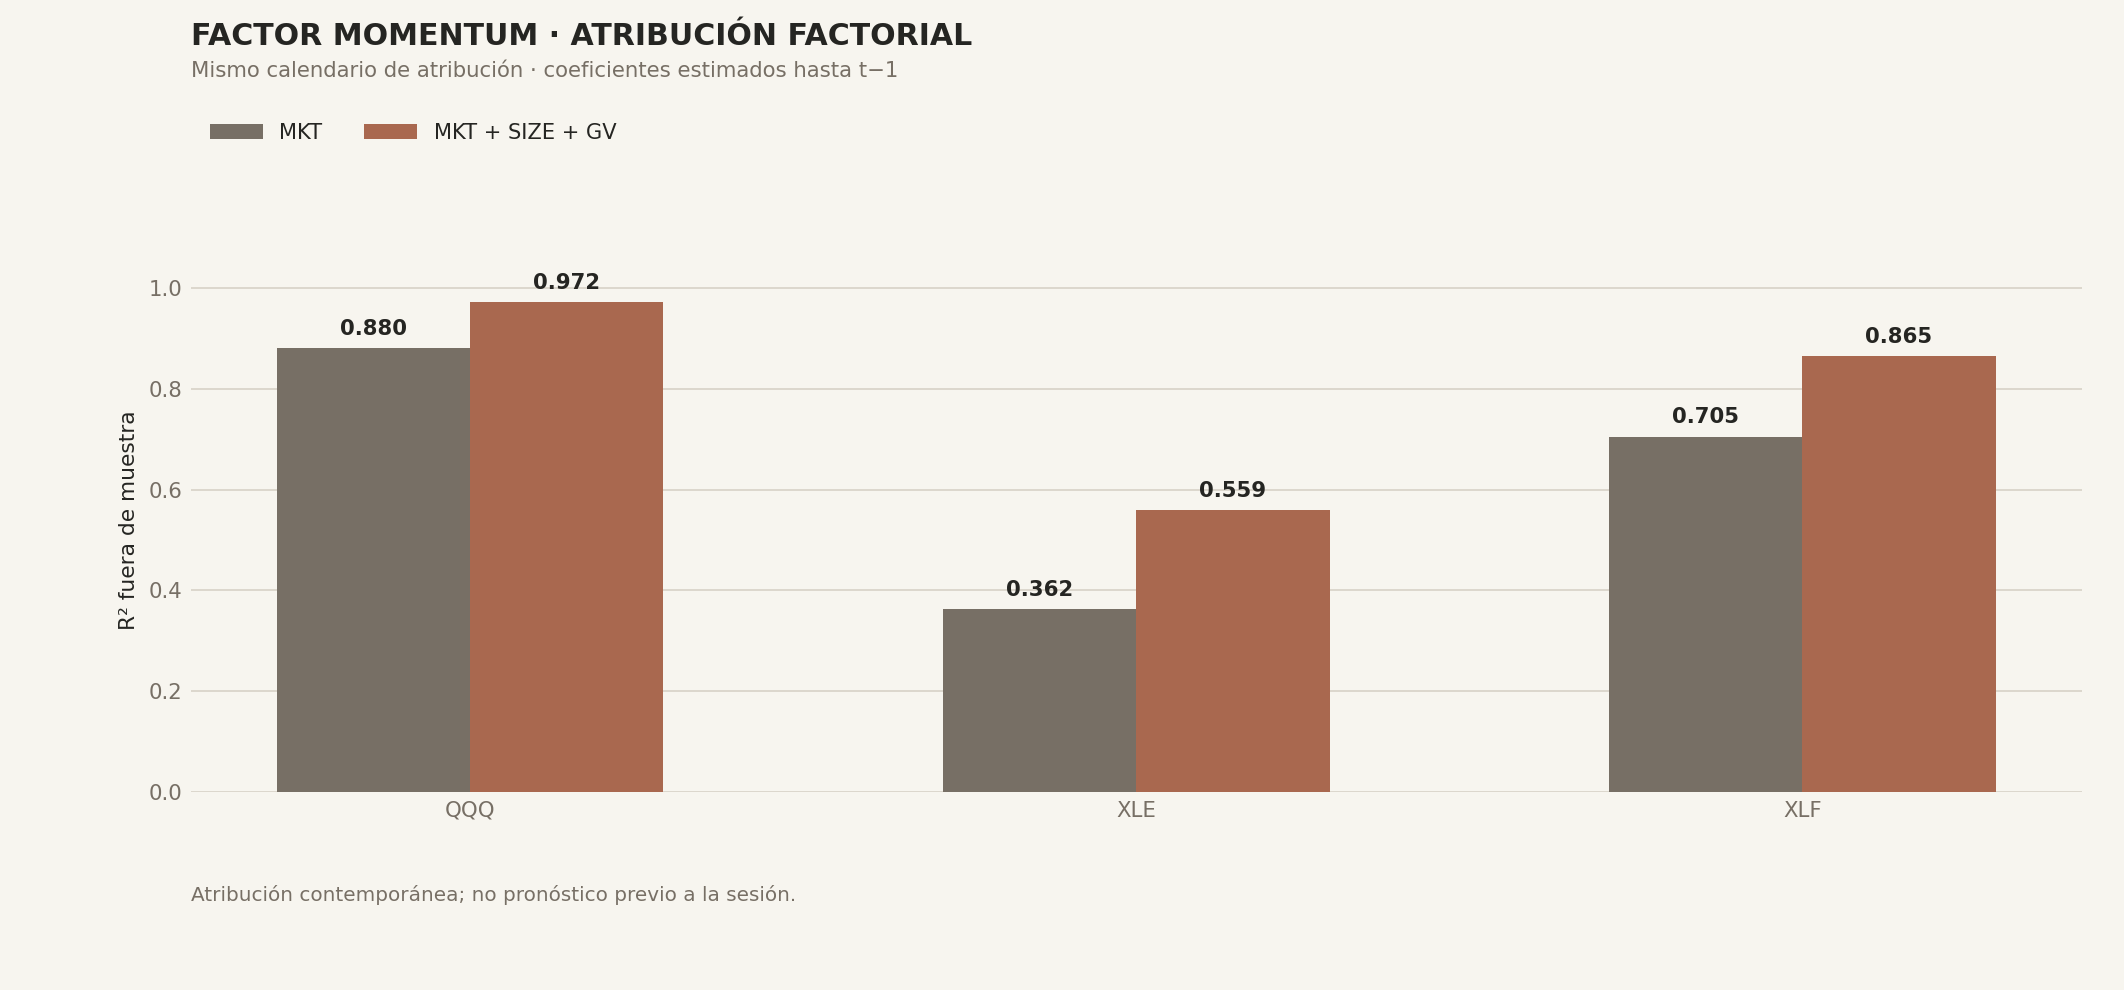 FACTOR MOMENTUM · ATRIBUCIÓN FACTORIAL
Mismo calendario de atribución · coeficientes estimados hasta t−1
MKT
MKT + SIZE + GV
R² fuera de muestra
1.0
0.8
0.6
0.4
0.2
0.0
0.880
0.972
0.362
0.559
0.705
0.865
QQQ
XLE
XLF
Atribución contemporánea; no pronóstico previo a la sesión.